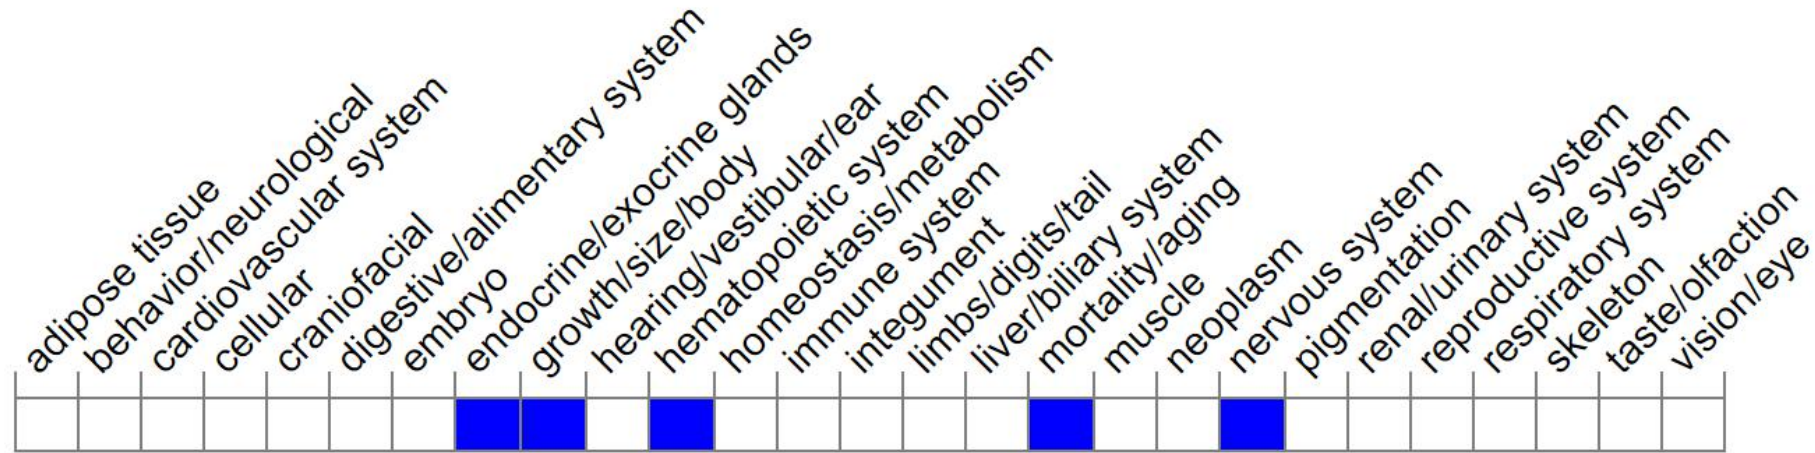 adipose tissue
behavior/neurological
cardiovascular system
cellular
craniofacial
digestive/alimentary system
embryo
endocrine/exocrine glands
growth/size/body
hearing/vestibular/ear
hematopoietic system
homeostasis/metabolism
immune system
integument
limbs/digits/tail
liver/biliary system
mortality/aging
muscle
neoplasm
nervous system
pigmentation
renal/urinary system
reproductive system
respiratory system
skeleton
taste/olfaction
vision/eye